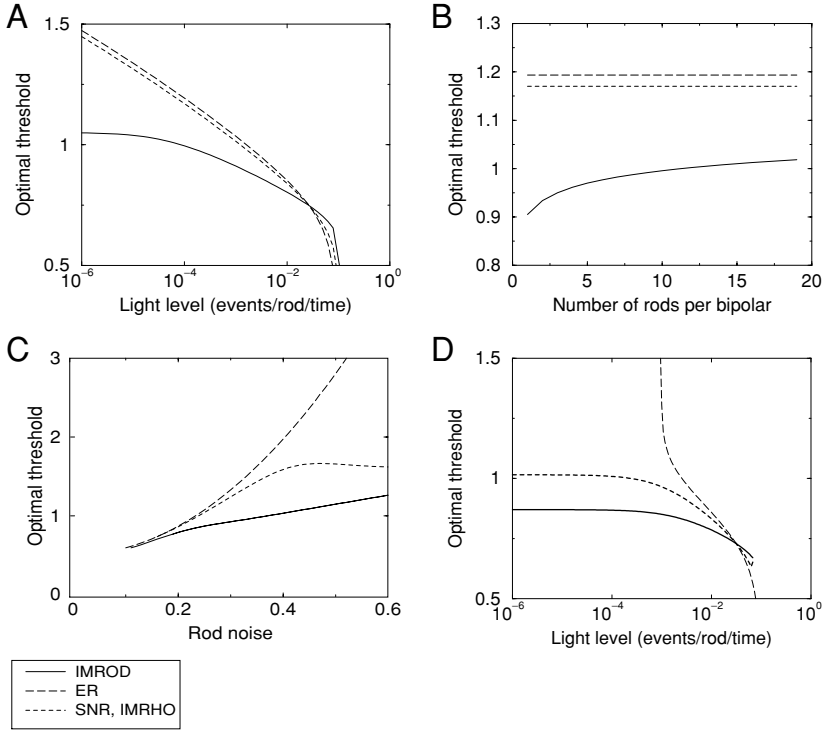 A
1.5
1
0.5
Optimal threshold
10−6
10−4
10−2
100
Light level (events/rod/time)
B
1.3
1.2
1.1
1
0.9
0.8
Optimal threshold
0
5
10
15
20
Number of rods per bipolar
C
3
2
1
0
Optimal threshold
0
0.2
0.4
0.6
Rod noise
D
1.5
1
0.5
Optimal threshold
10−6
10−4
10−2
100
Light level (events/rod/time)
IMROD
ER
SNR, IMRHO